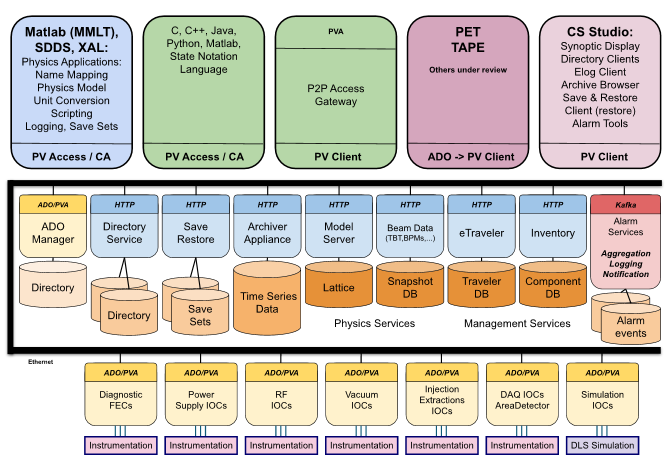 Matlab (MMLT),
SDDS, XAL:
Physics Applications:
Name Mapping
Physics Model
Unit Conversion
Scripting
Logging, Save Sets
PV Access / CA
C, C++, Java,
Python, Matlab,
State Notation
Language
PV Access / CA
PVA
P2P Access
Gateway
PV Client
PET
TAPE
Others under review
ADO -> PV Client
CS Studio:
Synoptic Display
Directory Clients
Elog Client
Archive Browser
Save & Restore
Client (restore)
Alarm Tools
PV Client
ADO/PVA
ADO
Manager
Directory
HTTP
Directory
Service
Directory
HTTP
Save
Restore
Save
Sets
HTTP
Archiver
Appliance
Time Series
Data
HTTP
Model
Server
Lattice
HTTP
Beam Data
(TBT,BPMs,...)
Snapshot
DB
HTTP
eTraveler
Traveler
DB
HTTP
Inventory
Component
DB
Kafka
Alarm
Services
Aggregation
Logging
Notification
Alarm
events
Physics Services
Management Services
Ethernet
ADO/PVA
Diagnostic
FECs
Instrumentation
ADO/PVA
Power
Supply IOCs
Instrumentation
ADO/PVA
RF
IOCs
Instrumentation
ADO/PVA
Vacuum
IOCs
Instrumentation
ADO/PVA
Injection
Extractions
IOCs
Instrumentation
ADO/PVA
DAQ IOCs
AreaDetector
Instrumentation
ADO/PVA
Simulation
IOCs
DLS Simulation